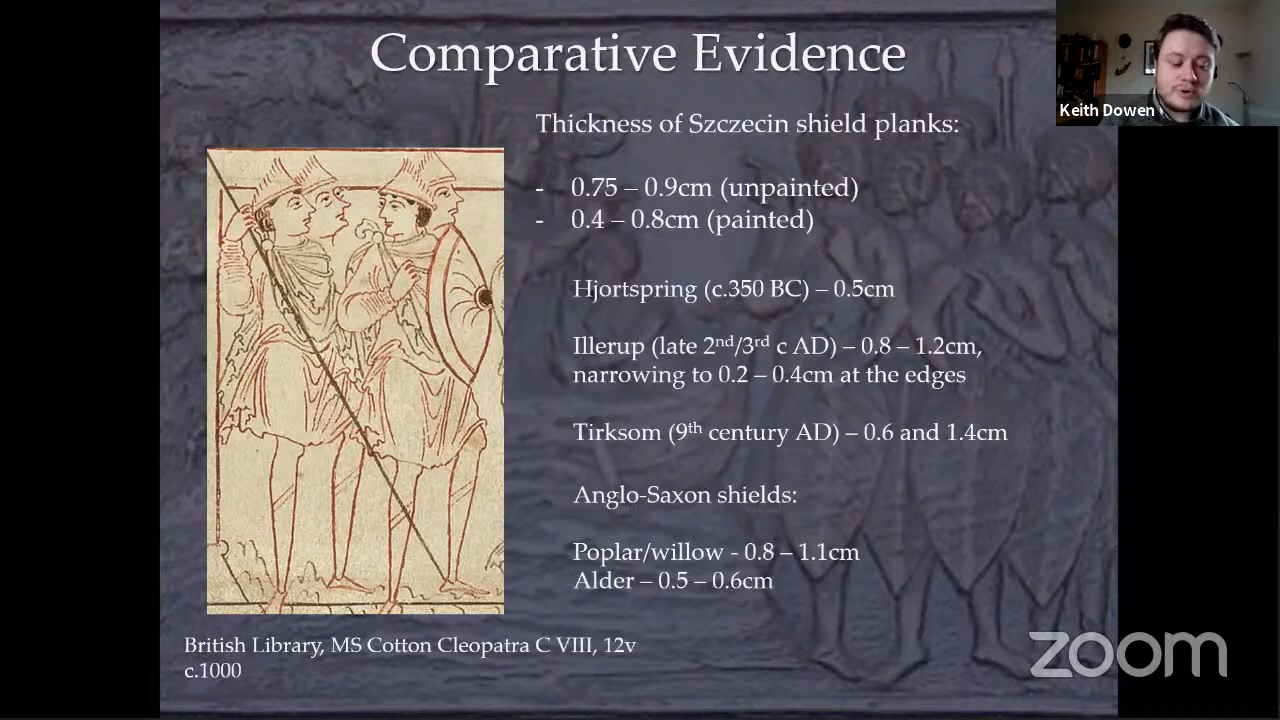 Comparative Evidence
Keith Dowen
Thickness of Szczecin shield planks:
- 0.75 – 0.9cm (unpainted)
- 0.4 – 0.8cm (painted)
Hjortspring (c.350 BC) – 0.5cm
Illerup (late 2nd/3rd c AD) – 0.8 – 1.2cm,
narrowing to 0.2 – 0.4cm at the edges
Tirksom (9th century AD) – 0.6 and 1.4cm
Anglo-Saxon shields:
Poplar/willow - 0.8 – 1.1cm
Alder – 0.5 – 0.6cm
British Library, MS Cotton Cleopatra C VIII, 12v
c.1000
zoom